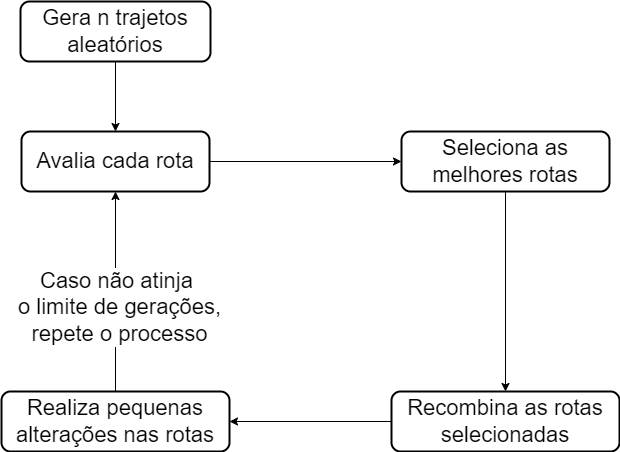 Gera n trajetos
aleatórios
Avalia cada rota
Seleciona as
melhores rotas
Caso não atinja
o limite de gerações,
repete o processo
Realiza pequenas
alterações nas rotas
Recombina as rotas
selecionadas